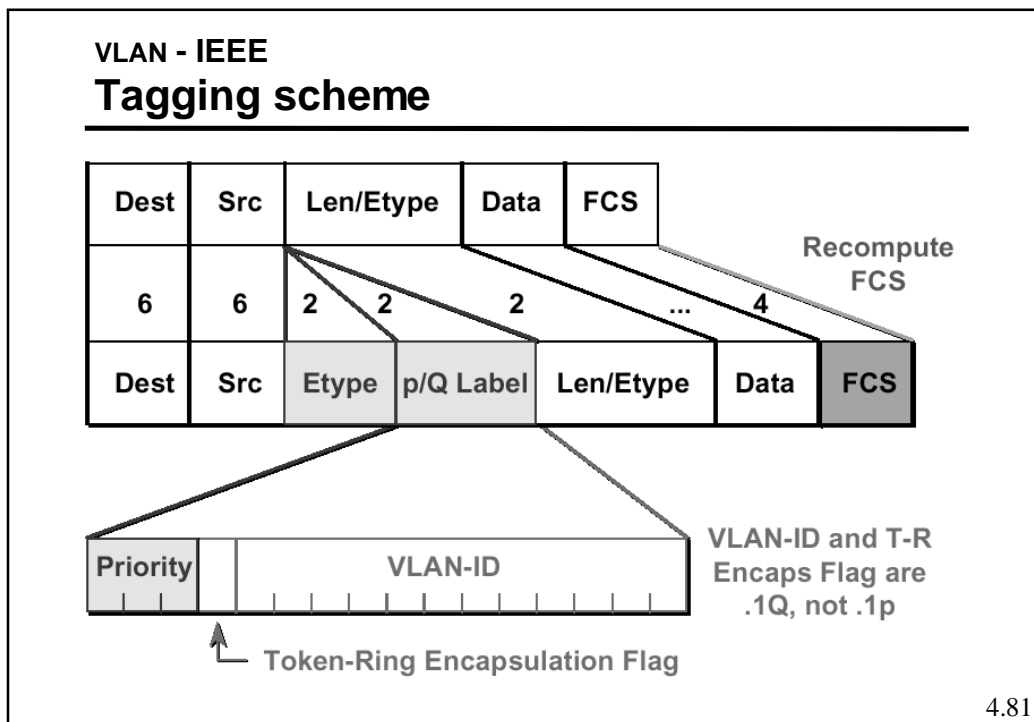 VLAN - IEEE
Tagging scheme
Dest Src Len/Etype Data FCS
Recompute
FCS
6 6 2 2 2 ... 4
Dest Src Etype p/Q Label Len/Etype Data FCS
Priority VLAN-ID
VLAN-ID and T-R
Encaps Flag are
.1Q, not .1p
Token-Ring Encapsulation Flag
4.81